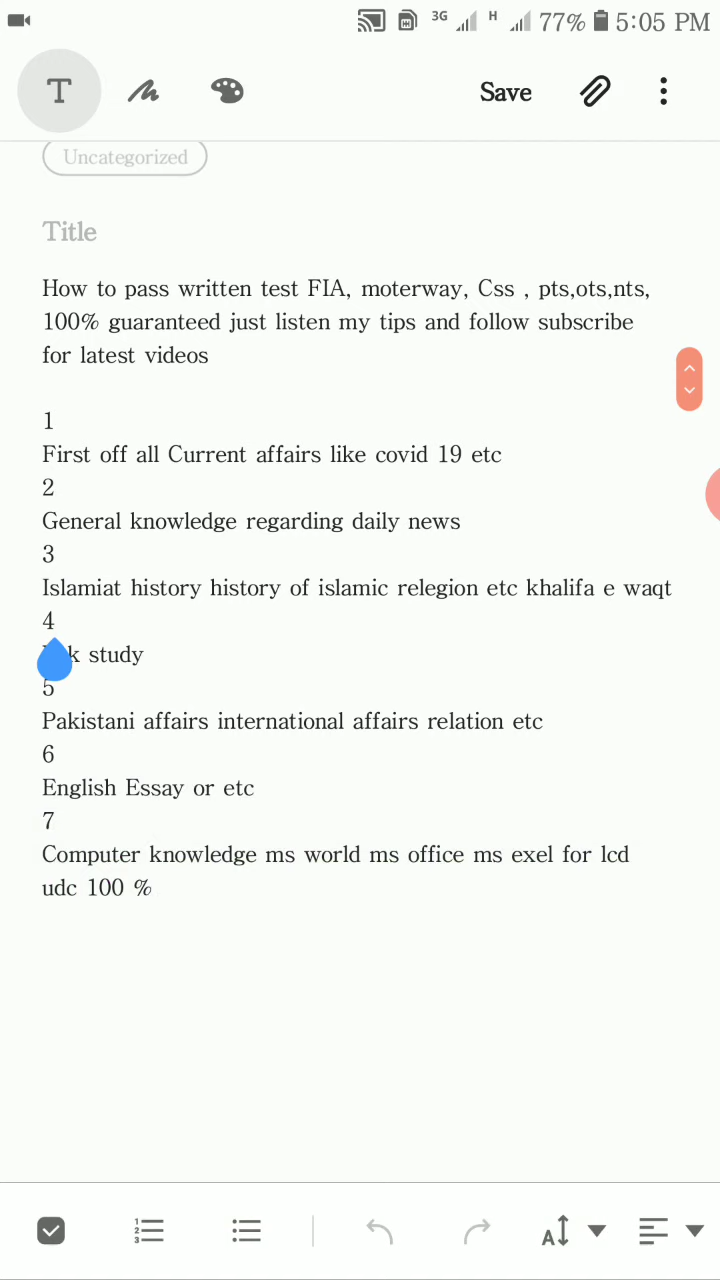 3G H 77% 5:05 PM
T Save
Uncategorized
Title
How to pass written test FIA, moterway, Css , pts,ots,nts,
100% guaranteed just listen my tips and follow subscribe
for latest videos
1
First off all Current affairs like covid 19 etc
2
General knowledge regarding daily news
3
Islamiat history history of islamic relegion etc khalifa e waqt
4
study
5
Pakistani affairs international affairs relation etc
6
English Essay or etc
7
Computer knowledge ms world ms office ms exel for lcd
udc 100 %